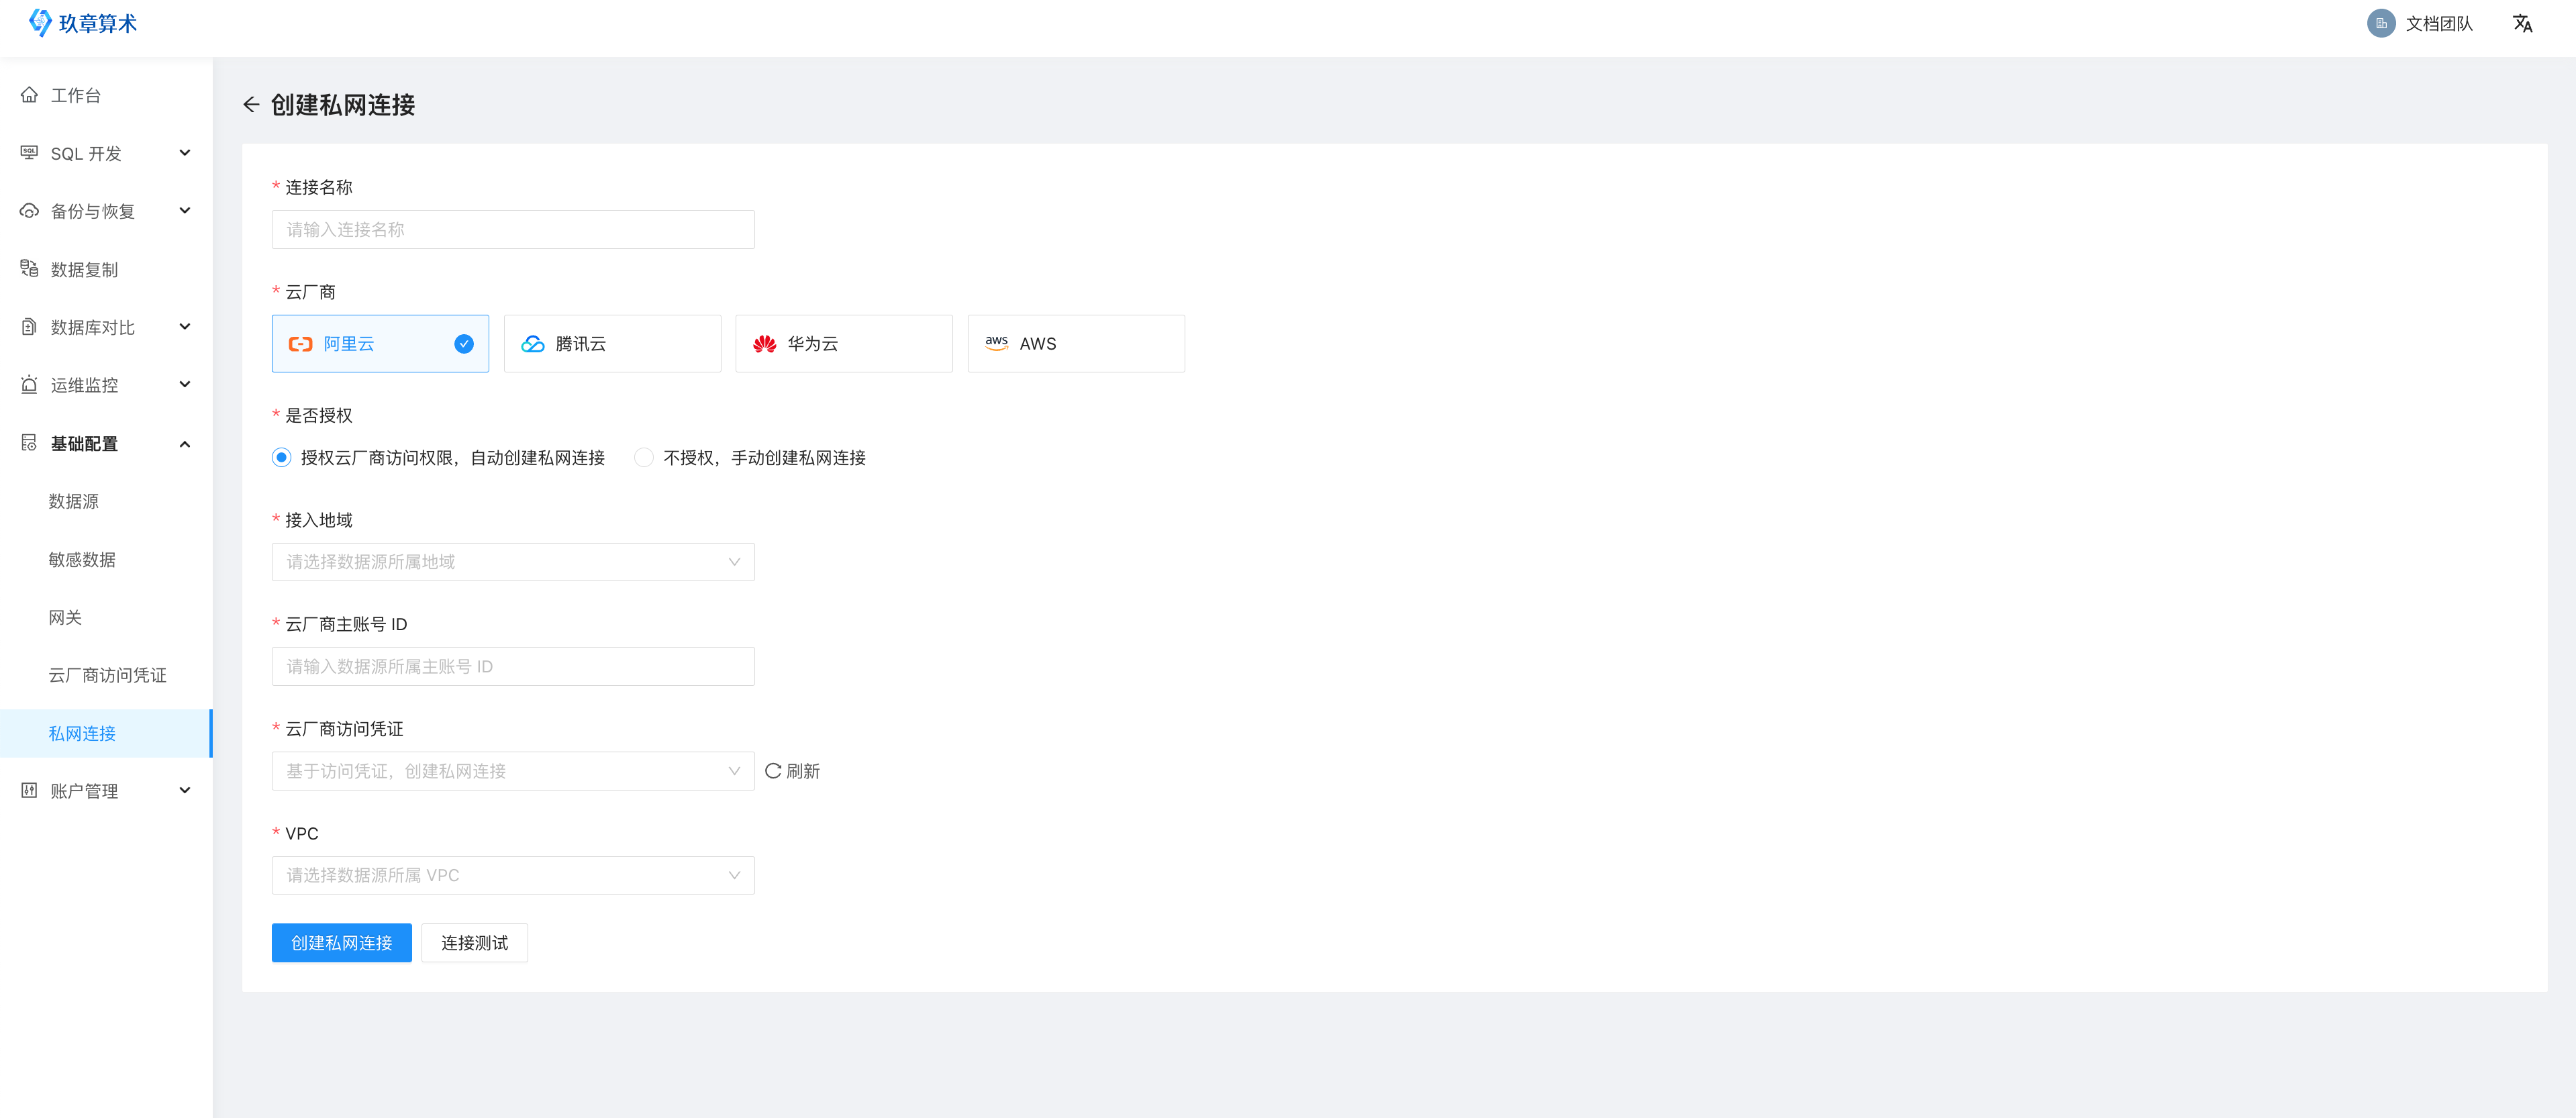 玖章算术
文档团队
工作台
SQL 开发
备份与恢复
数据复制
数据库对比
运维监控
基础配置
数据源
敏感数据
网关
云厂商访问凭证
私网连接
账户管理
创建私网连接
* 连接名称
请输入连接名称
* 云厂商
阿里云
腾讯云
华为云
aws AWS
* 是否授权
授权云厂商访问权限，自动创建私网连接
不授权，手动创建私网连接
* 接入地域
请选择数据源所属地域
* 云厂商主账号 ID
请输入数据源所属主账号 ID
* 云厂商访问凭证
基于访问凭证，创建私网连接
刷新
* VPC
请选择数据源所属 VPC
创建私网连接
连接测试